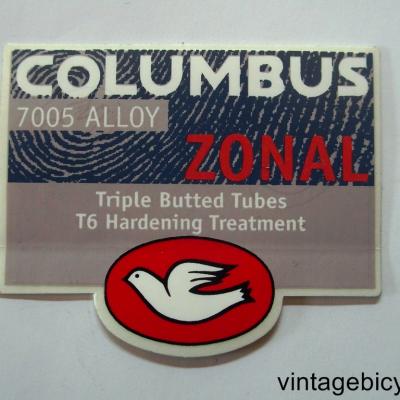 COLUMBUS
7005 ALLOY
ZONAL
Triple Butted Tubes
T6 Hardening Treatment
vintagebicy